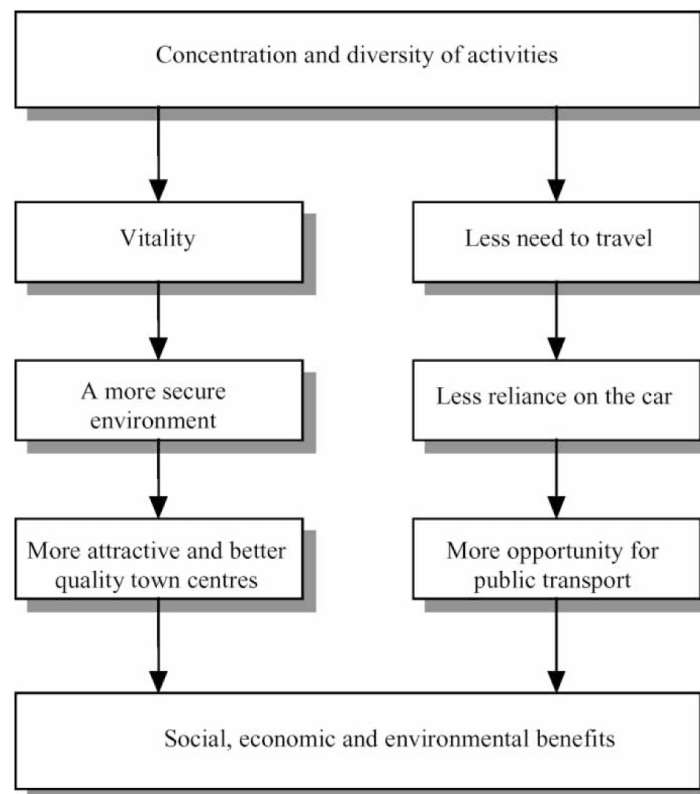 Concentration and diversity of activities
Vitality
Less need to travel
A more secure
environment
Less reliance on the car
More attractive and better
quality town centres
More opportunity for
public transport
Social, economic and environmental benefits